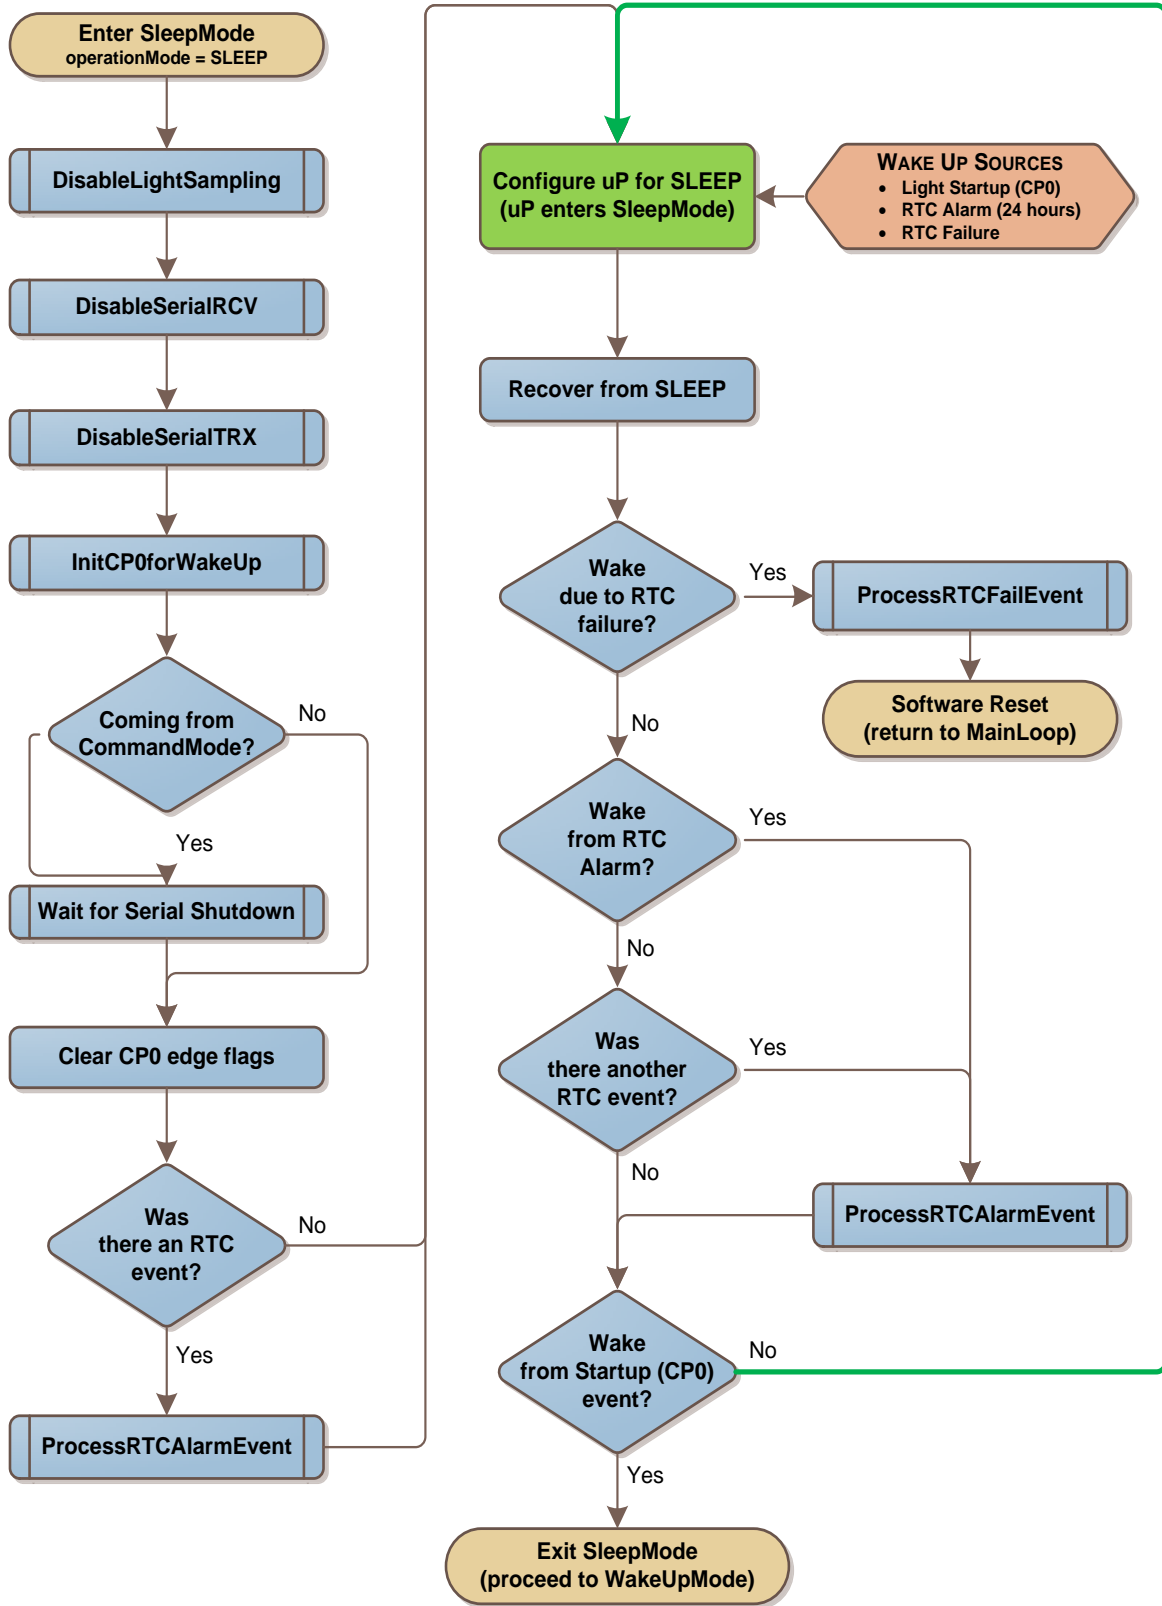 Enter SleepMode
operationMode = SLEEP
DisableLightSampling
DisableSerialRCV
DisableSerialTRX
InitCP0forWakeUp
Coming from
CommandMode?
No
Yes
Wait for Serial Shutdown
Clear CP0 edge flags
Was
there an RTC
event?
No
Yes
ProcessRTCAlarmEvent
Configure uP for SLEEP
(uP enters SleepMode)
WAKE UP SOURCES
• Light Startup (CP0)
• RTC Alarm (24 hours)
• RTC Failure
Recover from SLEEP
Wake
due to RTC
failure?
Yes
ProcessRTCFailEvent
Software Reset
(return to MainLoop)
No
Wake
from RTC
Alarm?
Yes
No
Was
there another
RTC event?
Yes
No
ProcessRTCAlarmEvent
Wake
from Startup (CP0)
event?
No
Yes
Exit SleepMode
(proceed to WakeUpMode)